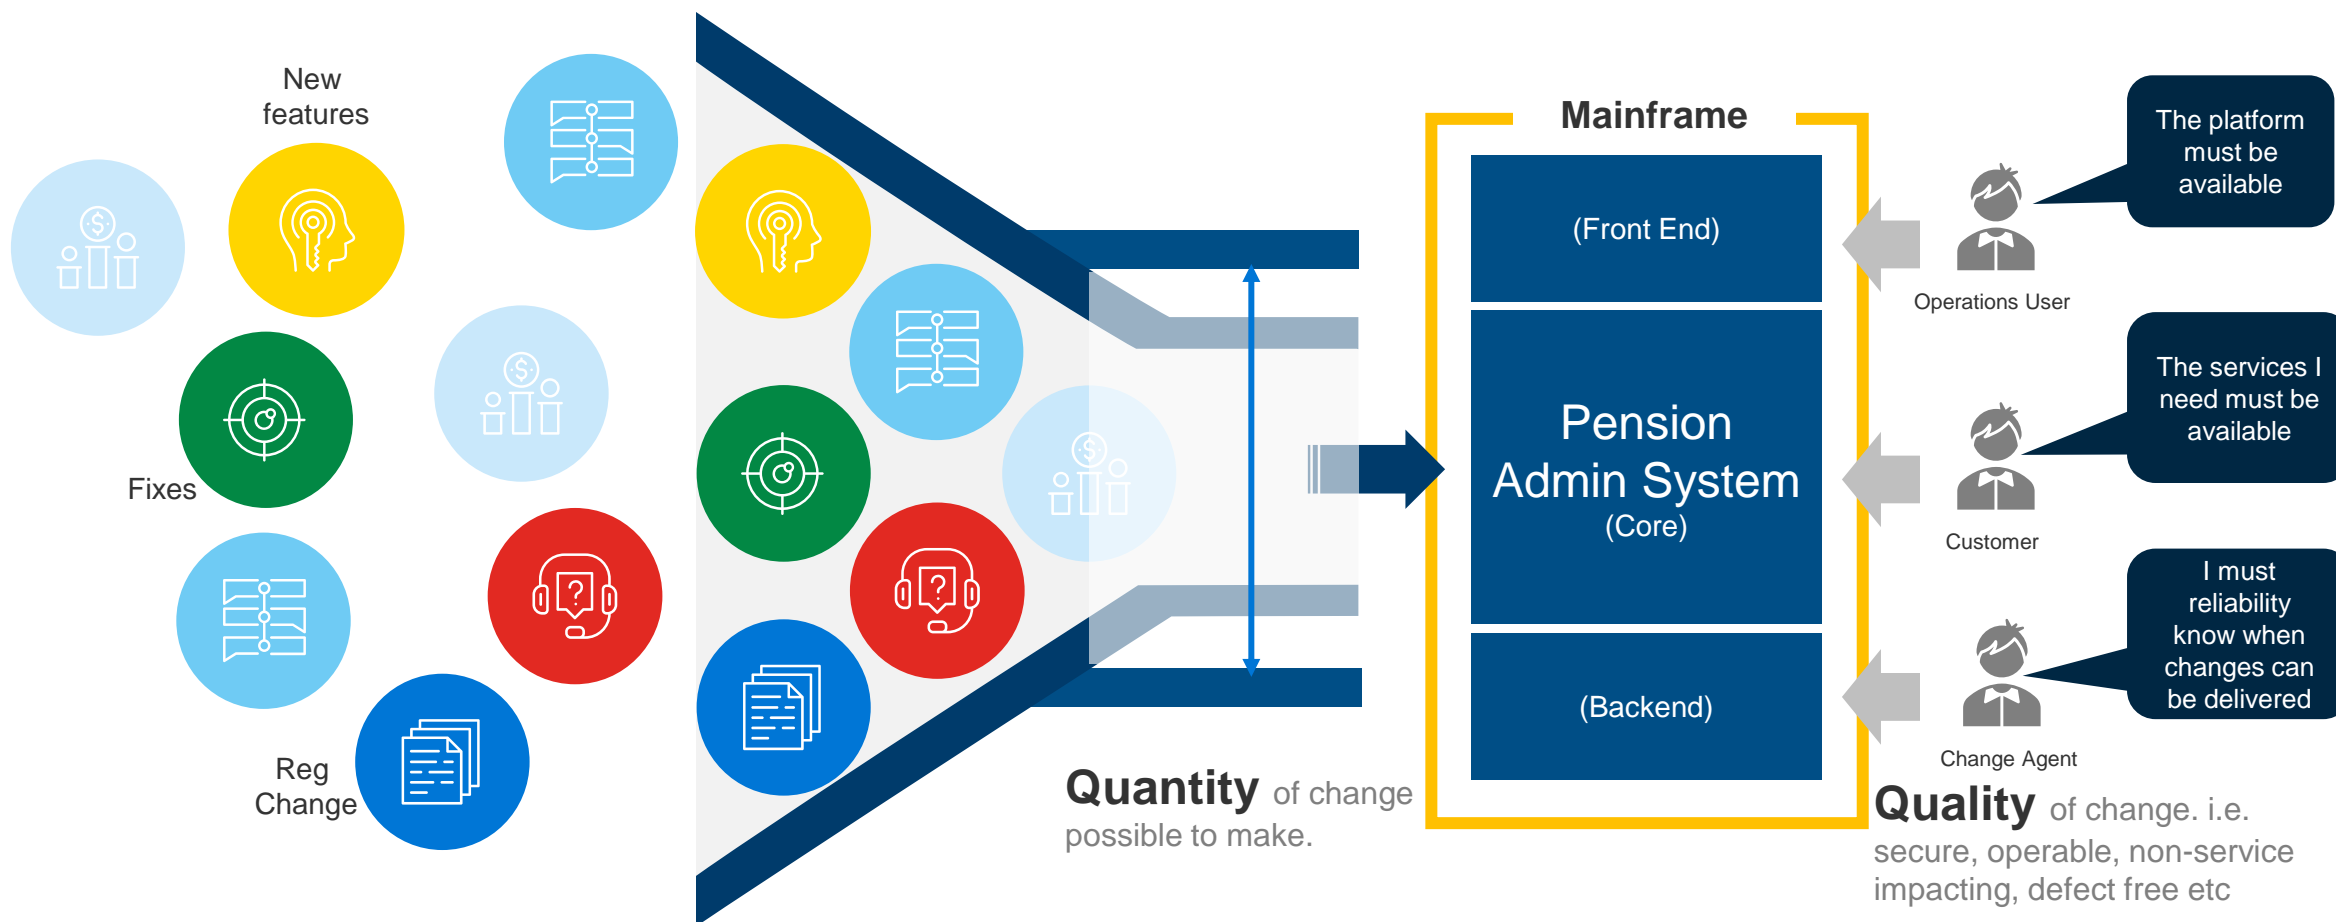 New
features
Fixes
Reg
Change
$
$
?
$
?
Quantity of change
possible to make.
Mainframe
(Front End)
Pension
Admin System
(Core)
(Backend)
The platform
must be
available
Operations User
The services I
need must be
available
Customer
I must
reliability
know when
changes can
be delivered
Change Agent
Quality of change. i.e.
secure, operable, non-service
impacting, defect free etc